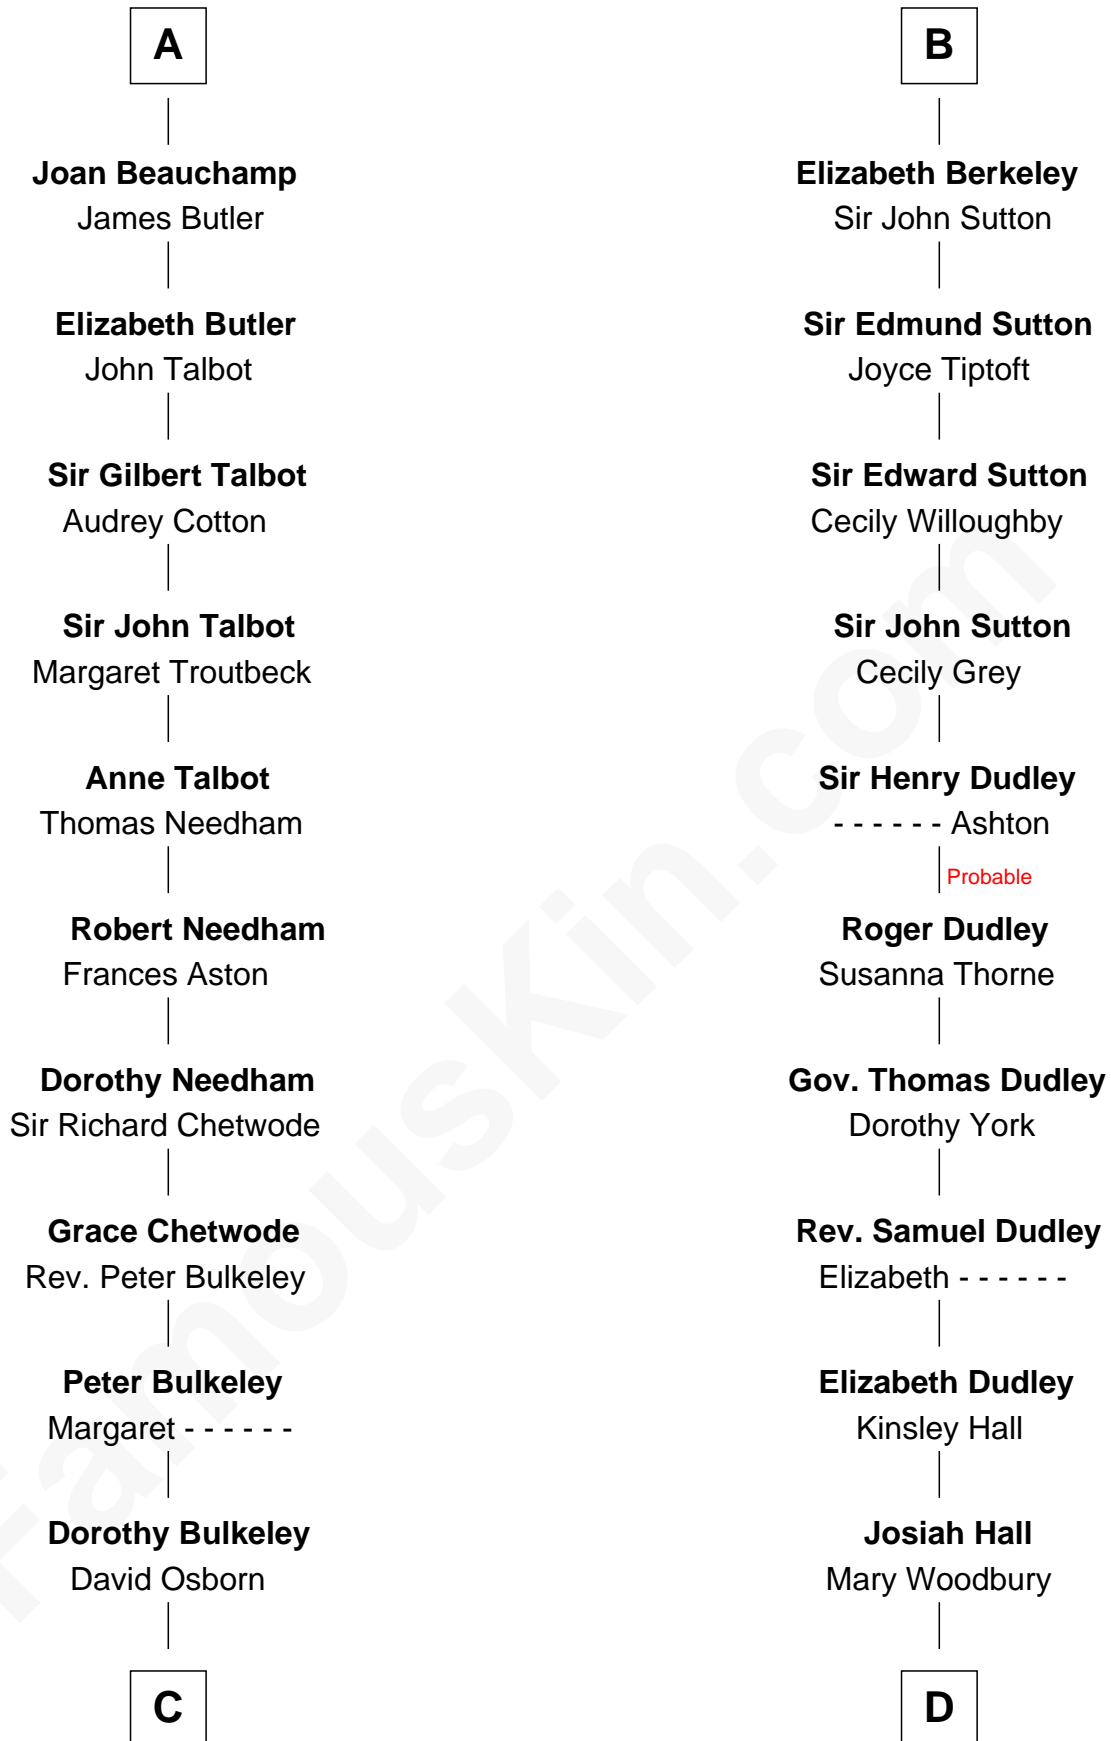 A
Joan Beauchamp
James Butler
Elizabeth Butler
John Talbot
Sir Gilbert Talbot
Audrey Cotton
Sir John Talbot
Margaret Troutbeck
Anne Talbot
Thomas Needham
Robert Needham
Frances Aston
Dorothy Needham
Sir Richard Chetwode
Grace Chetwode
Rev. Peter Bulkeley
Peter Bulkeley
Margaret - - - - - -
Dorothy Bulkeley
David Osborn
C
B
Elizabeth Berkeley
Sir John Sutton
Sir Edmund Sutton
Joyce Tiptoft
Sir Edward Sutton
Cecily Willoughby
Sir John Sutton
Cecily Grey
Sir Henry Dudley
- - - - - - Ashton
Probable
Roger Dudley
Susanna Thorne
Gov. Thomas Dudley
Dorothy York
Rev. Samuel Dudley
Elizabeth - - - - - -
Elizabeth Dudley
Kinsley Hall
Josiah Hall
Mary Woodbury
D
FamousKin.com